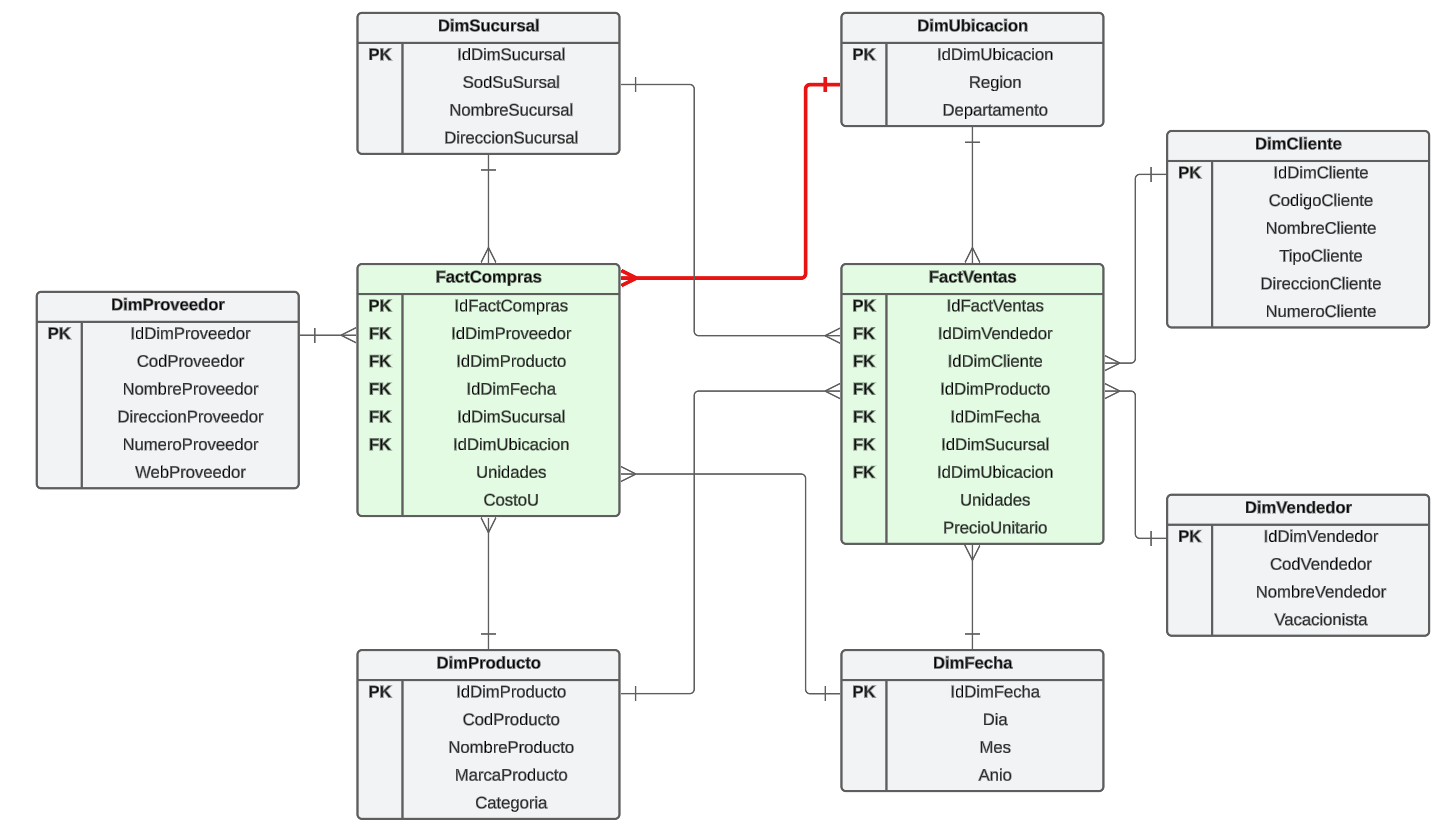 DimSucursal
PK IdDimSucursal
SodSuSursal
NombreSucursal
DireccionSucursal
DimUbicacion
PK IdDimUbicacion
Region
Departamento
DimCliente
PK IdDimCliente
CodigoCliente
NombreCliente
TipoCliente
DireccionCliente
NumeroCliente
DimProveedor
PK IdDimProveedor
CodProveedor
NombreProveedor
DireccionProveedor
NumeroProveedor
WebProveedor
FactCompras
PK IdFactCompras
FK IdDimProveedor
FK IdDimProducto
FK IdDimFecha
FK IdDimSucursal
FK IdDimUbicacion
Unidades
CostoU
FactVentas
PK IdFactVentas
FK IdDimVendedor
FK IdDimCliente
FK IdDimProducto
FK IdDimFecha
FK IdDimSucursal
FK IdDimUbicacion
Unidades
PrecioUnitario
DimVendedor
PK IdDimVendedor
CodVendedor
NombreVendedor
Vacacionista
DimProducto
PK IdDimProducto
CodProducto
NombreProducto
MarcaProducto
Categoria
DimFecha
PK IdDimFecha
Dia
Mes
Anio